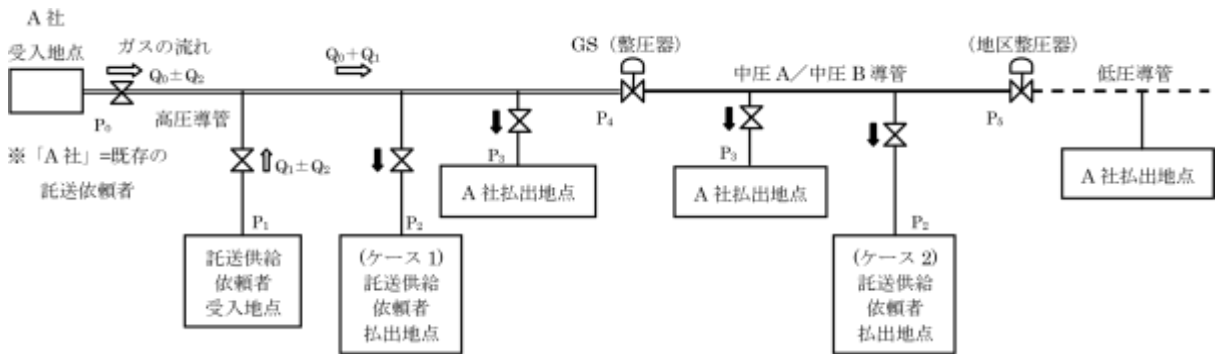 A 社
受入地点
ガスの流れ
Q₀±Q₂
Q₀+Q₁
GS（整圧器）
中圧 A／中圧 B 導管
（地区整圧器）
低圧導管
P₀
高圧導管
※「A 社」=既存の
託送依頼者
Q₁±Q₂
P₁
P₂
P₃
P₄
P₃
P₂
P₅
A 社払出地点
A 社払出地点
A 社払出地点
託送供給
依頼者
受入地点
(ケース 1)
託送供給
依頼者
払出地点
(ケース 2)
託送供給
依頼者
払出地点